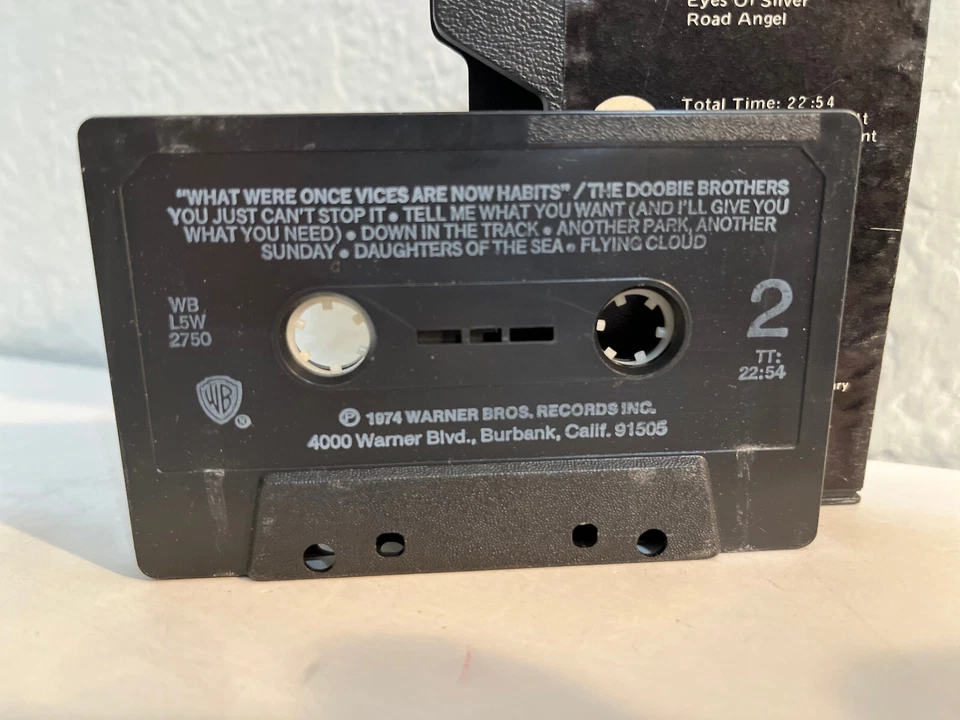 Eyes Of Silver
Road Angel
Total Time: 22:54
"WHAT WERE ONCE VICES ARE NOW HABITS" / THE DOOBIE BROTHERS
YOU JUST CAN'T STOP IT • TELL ME WHAT YOU WANT (AND I'LL GIVE YOU
WHAT YOU NEED) • DOWN IN THE TRACK • ANOTHER PARK, ANOTHER
SUNDAY • DAUGHTERS OF THE SEA • FLYING CLOUD
WB
L5W
2750
2
TT:
22:54
WB
®
Ⓟ 1974 WARNER BROS. RECORDS INC.
4000 Warner Blvd., Burbank, Calif. 91505